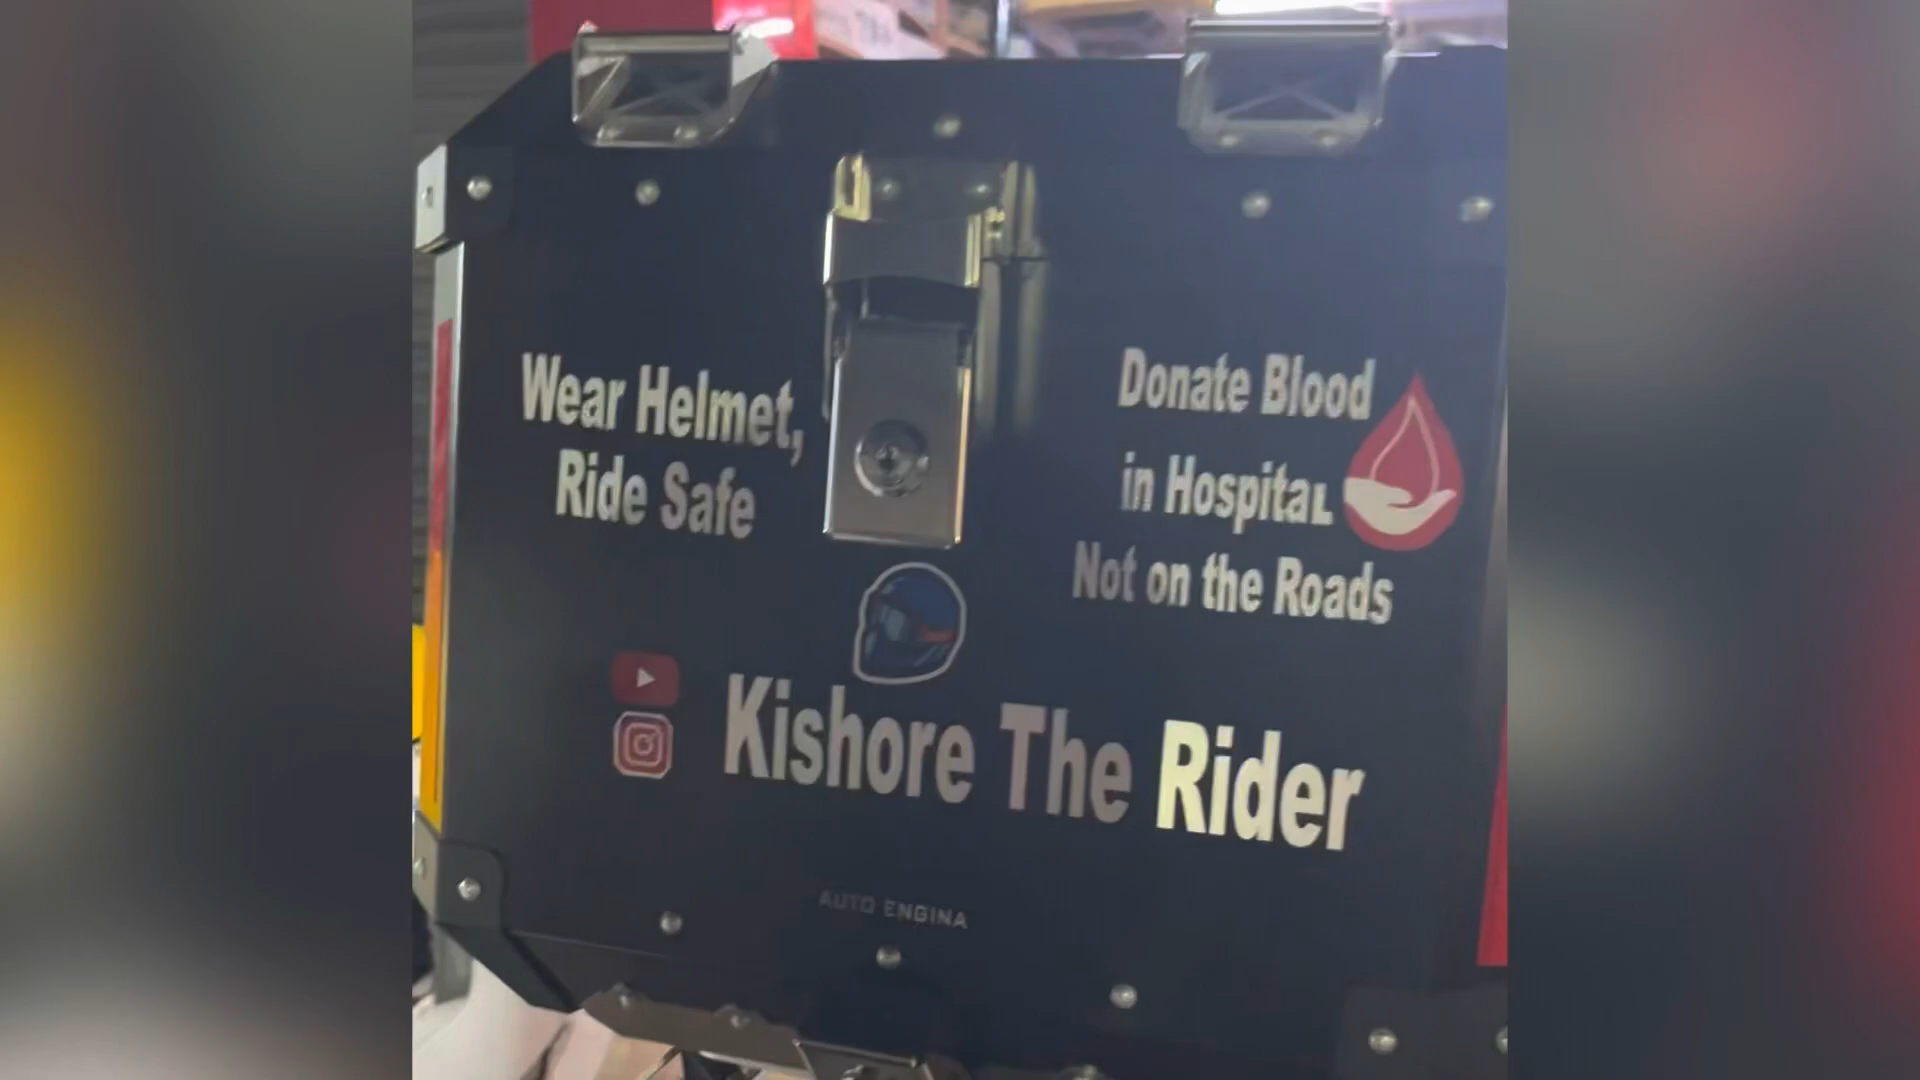 Wear Helmet,
Ride Safe
Donate Blood
in HospitaL
Not on the Roads
Kishore The Rider
AUTO ENGINA